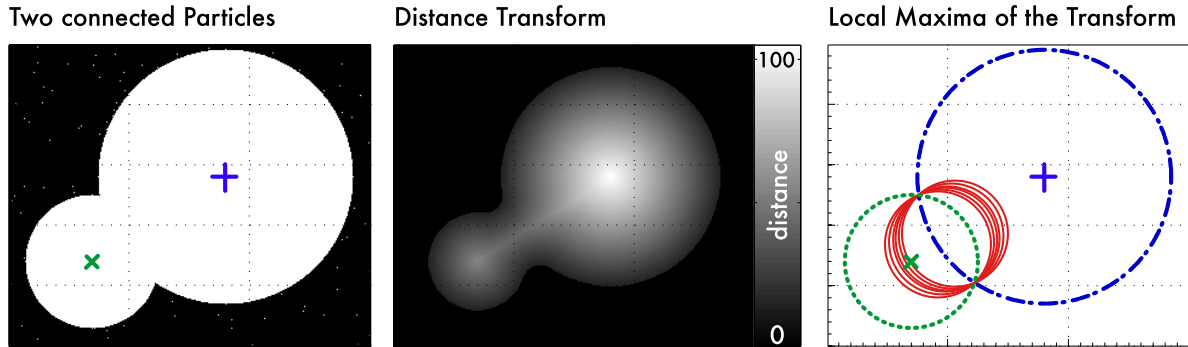 Two connected Particles
Distance Transform
Local Maxima of the Transform
100
distance
0